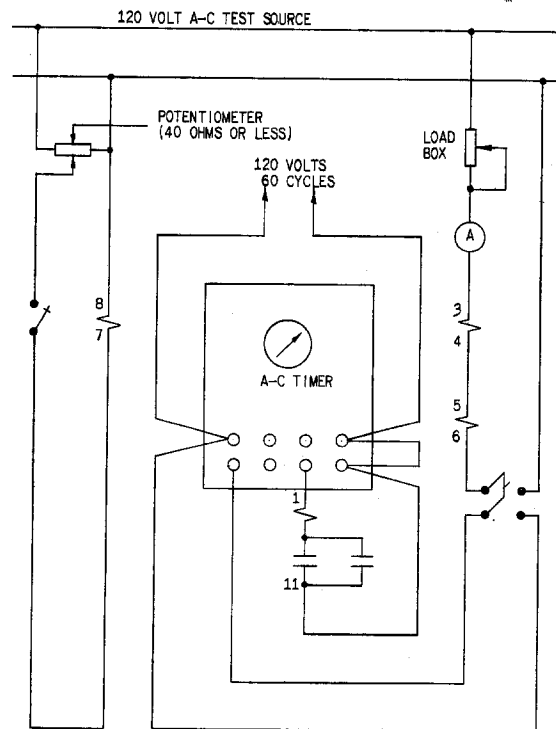 120 VOLT A-C TEST SOURCE
POTENTIOMETER
(40 OHMS OR LESS)
LOAD
BOX
120 VOLTS
60 CYCLES
A
8
7
3
4
A-C TIMER
5
6
1
11